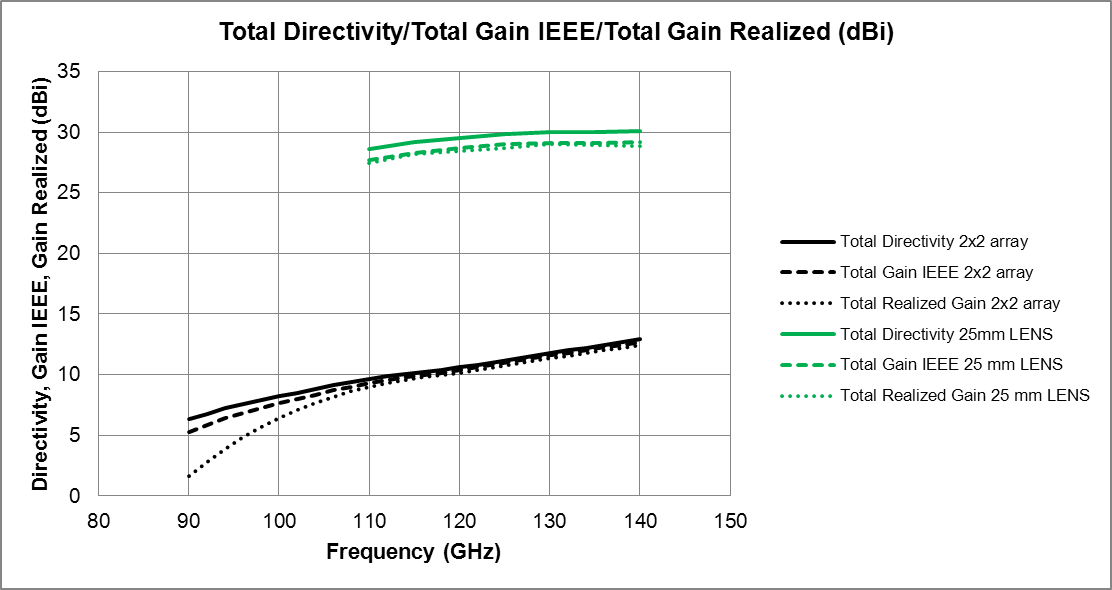 Total Directivity/Total Gain IEEE/Total Gain Realized (dBi)
Directivity, Gain IEEE, Gain Realized (dBi)
35
30
25
20
15
10
5
0
80 90 100 110 120 130 140 150
Frequency (GHz)
Total Directivity 2x2 array
Total Gain IEEE 2x2 array
Total Realized Gain 2x2 array
Total Directivity 25mm LENS
Total Gain IEEE 25 mm LENS
Total Realized Gain 25 mm LENS